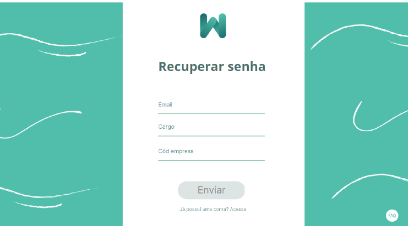 Recuperar senha
Email
Cargo
Cód empresa
Enviar
Já possui uma conta? Acesse